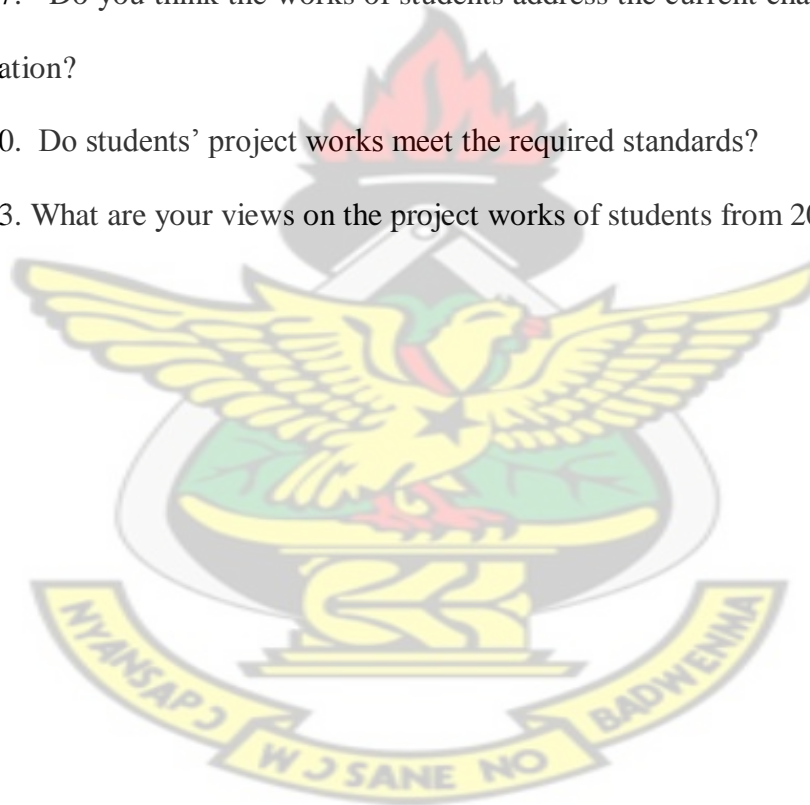 7. Do you think the works of students address the current cha
ation?
0. Do students’ project works meet the required standards?
3. What are your views on the project works of students from 20
NYANSAPƆ WƆSANE NO BADWENMA